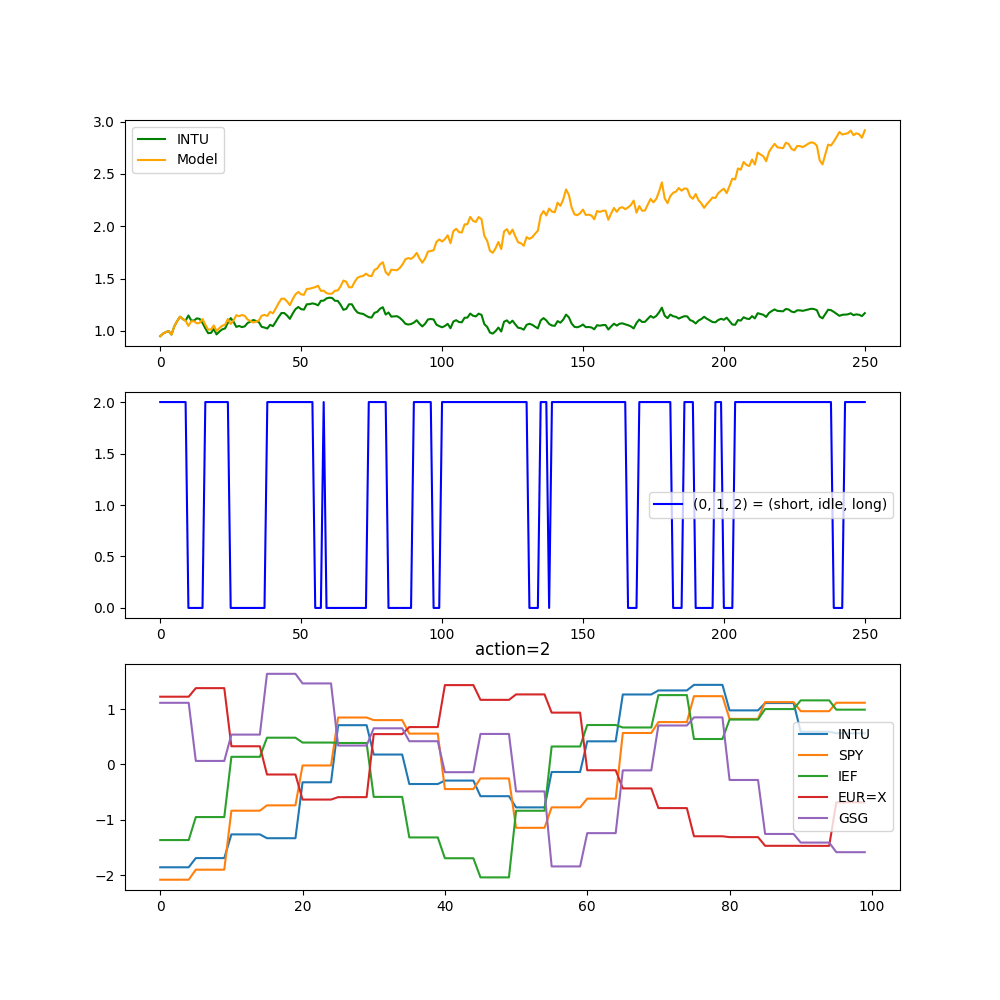 3.0
2.5
2.0
1.5
1.0
INTU
Model
0 50 100 150 200 250
2.0
1.5
1.0
0.5
0.0
(0, 1, 2) = (short, idle, long)
0 50 100 150 200 250
action=2
1
0
−1
−2
INTU
SPY
IEF
EUR=X
GSG
0 20 40 60 80 100